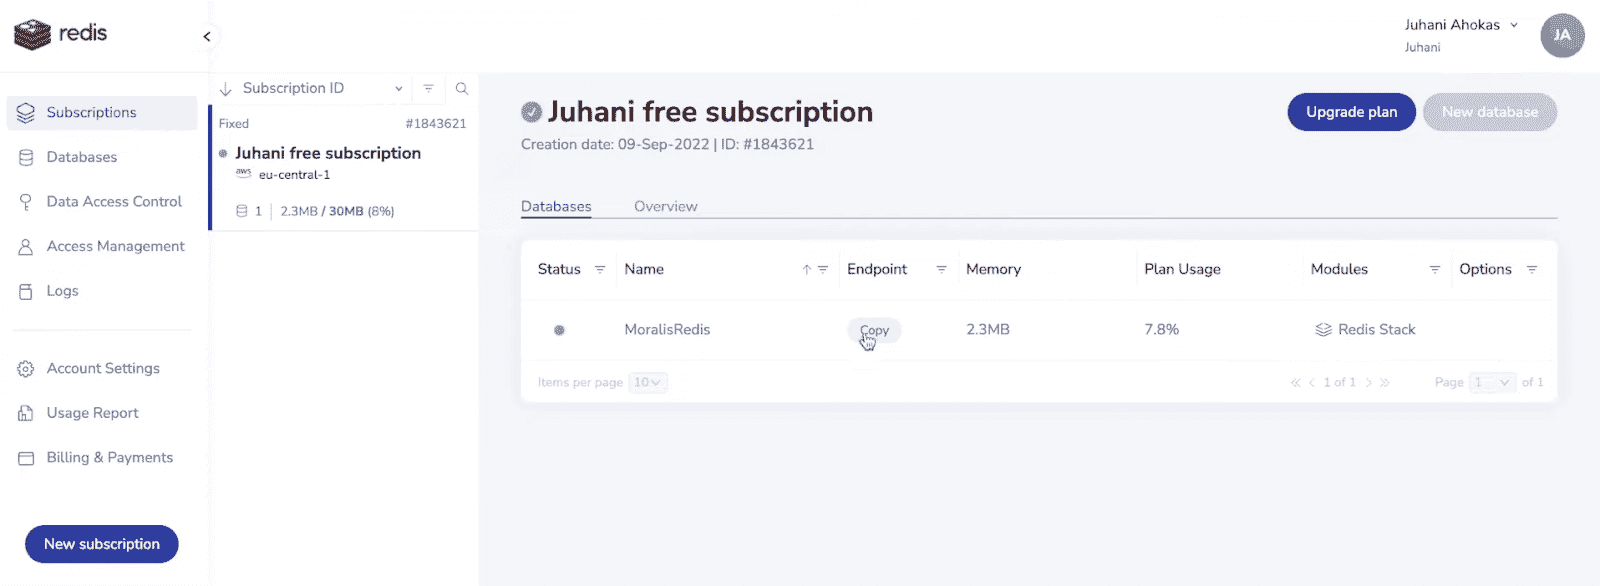 redis
Juhani Ahokas
Juhani
JA
Subscriptions
Databases
Data Access Control
Access Management
Logs
Account Settings
Usage Report
Billing & Payments
New subscription
Subscription ID
Fixed #1843621
Juhani free subscription
aws eu-central-1
1 2.3MB / 30MB (8%)
Juhani free subscription
Creation date: 09-Sep-2022 | ID: #1843621
Upgrade plan New database
Databases Overview
Status Name Endpoint Memory Plan Usage Modules Options
MoralisRedis Copy 2.3MB 7.8% Redis Stack
Items per page 10 1 of 1 Page 1 of 1